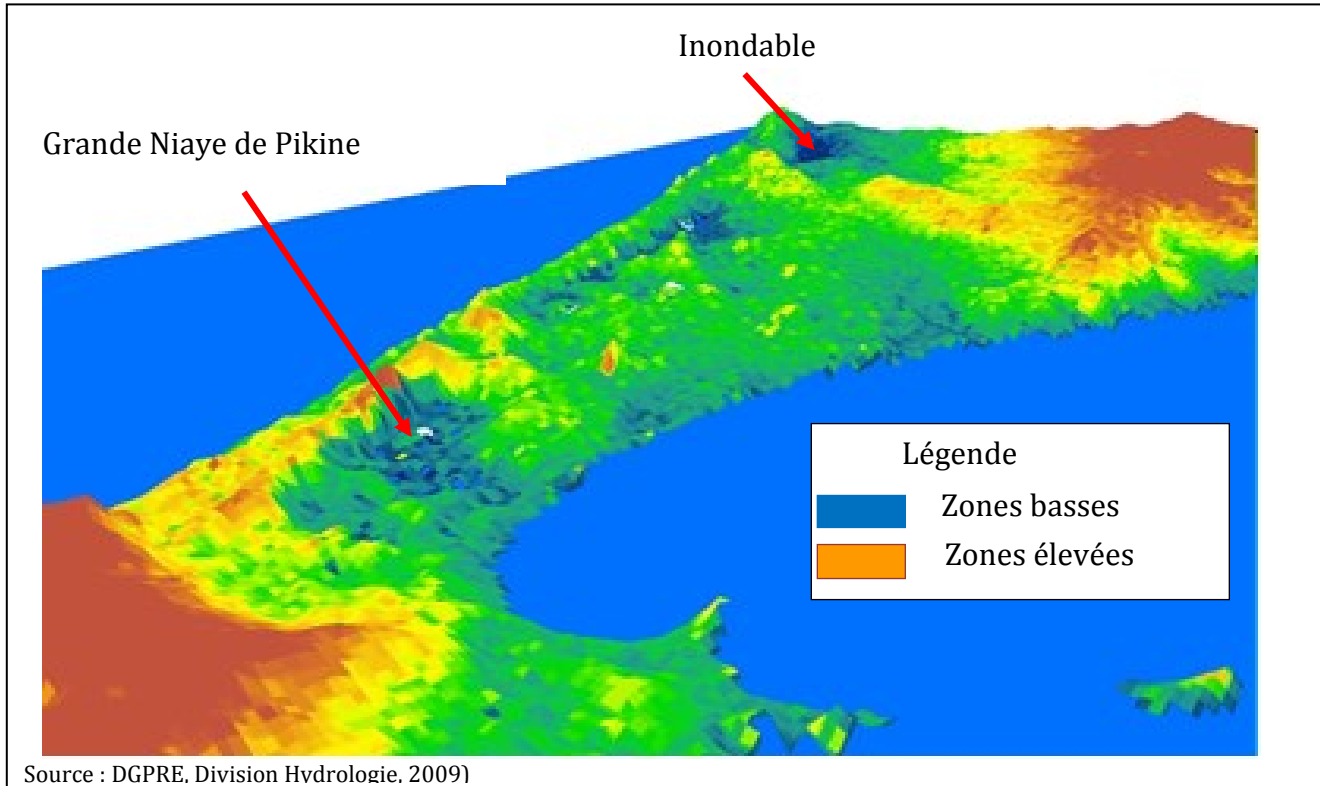 Inondable
Grande Niaye de Pikine
Légende
Zones basses
Zones élevées
Source : DGPRE, Division Hydrologie, 2009)